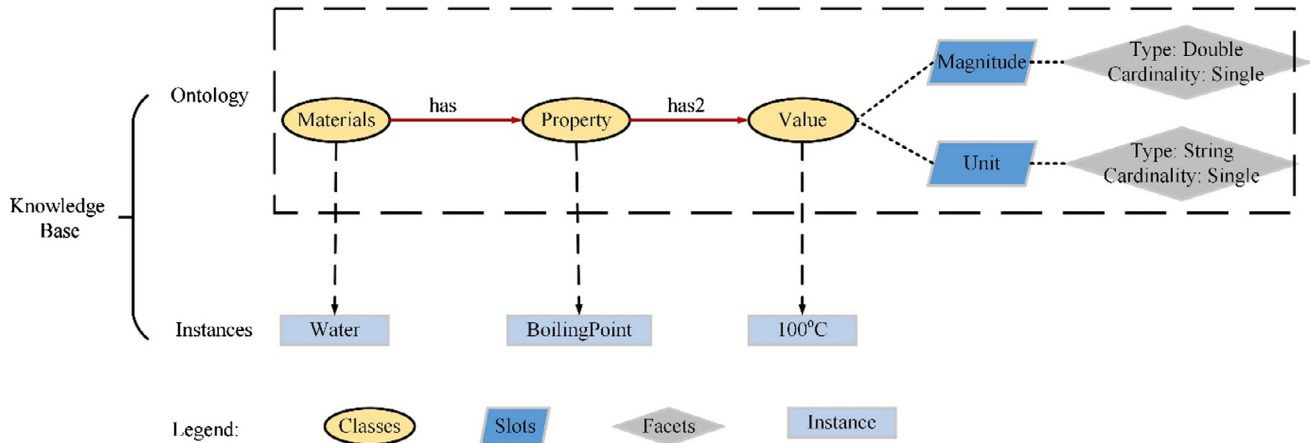 Type: Double
Cardinality: Single
Magnitude
Ontology
has
has2
Materials
Property
Value
Type: String
Cardinality: Single
Unit
Knowledge
Base
Instances
Water
BoilingPoint
100°C
Legend:
Classes
Slots
Facets
Instance